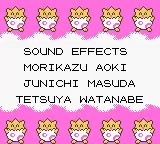 SOUND EFFECTS
MORIKAZU AOKI
JUNICHI MASUDA
TETSUYA WATANABE